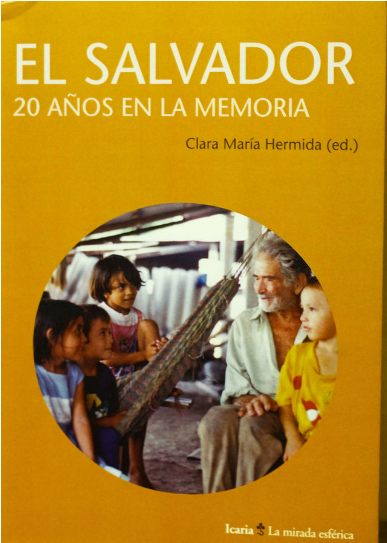 EL SALVADOR
20 AÑOS EN LA MEMORIA
Clara María Hermida (ed.)
Icaria La mirada esférica